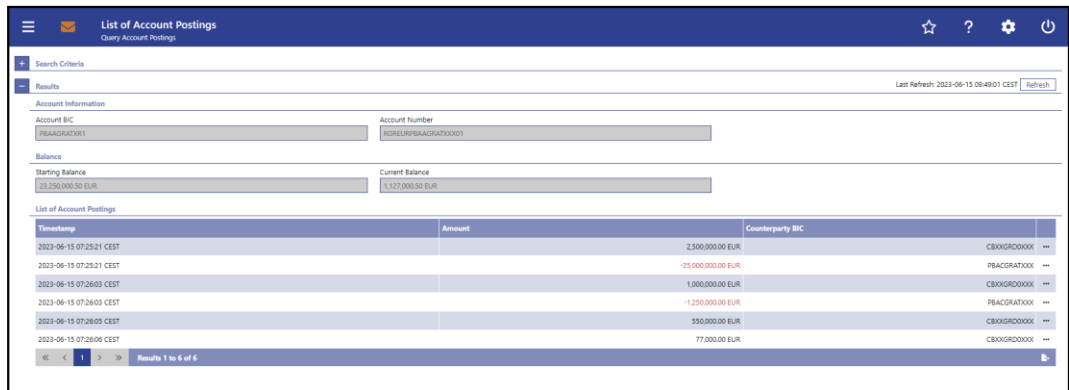 List of Account Postings
Query Account Postings
Search Criteria
Results Last Refresh: 2023-06-15 09:49:01 CEST Refresh
Account Information
Account BIC Account Number
PBAAGRATXR1 RGREURPBAAGRATXXX01
Balance
Starting Balance Current Balance
23,250,000.50 EUR 1,127,000.50 EUR
List of Account Postings
Timestamp Amount Counterparty BIC
2023-06-15 07:25:21 CEST 2,500,000.00 EUR CBXXGRD0XXX
2023-06-15 07:25:21 CEST -25,000,000.00 EUR PBACGRATXXX
2023-06-15 07:26:03 CEST 1,000,000.00 EUR CBXXGRD0XXX
2023-06-15 07:26:03 CEST -1,250,000.00 EUR PBACGRATXXX
2023-06-15 07:26:05 CEST 550,000.00 EUR CBXXGRD0XXX
2023-06-15 07:26:06 CEST 77,000.00 EUR CBXXGRD0XXX
« < 1 > » Results 1 to 6 of 6